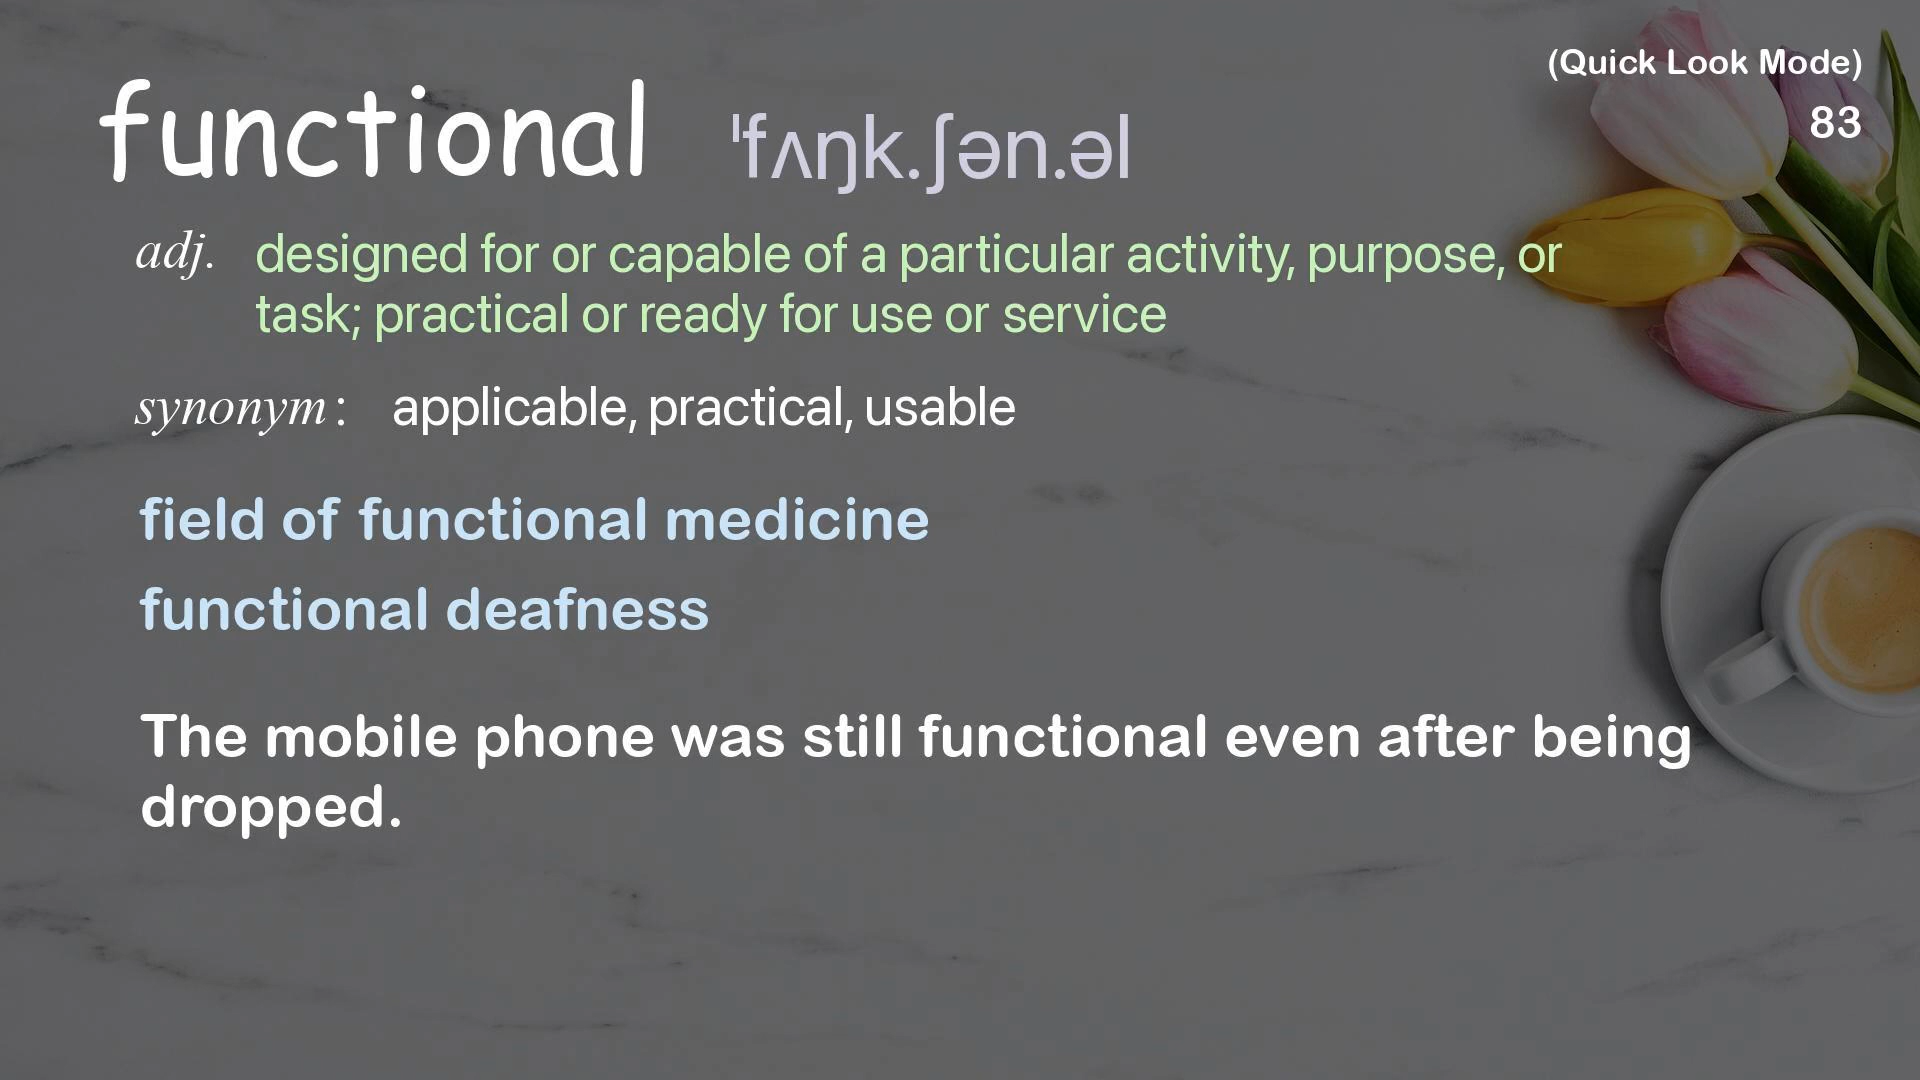 (Quick Look Mode)
83
functional ˈfʌŋk.ʃən.əl
adj. designed for or capable of a particular activity, purpose, or
task; practical or ready for use or service
synonym: applicable, practical, usable
field of functional medicine
functional deafness
The mobile phone was still functional even after being
dropped.